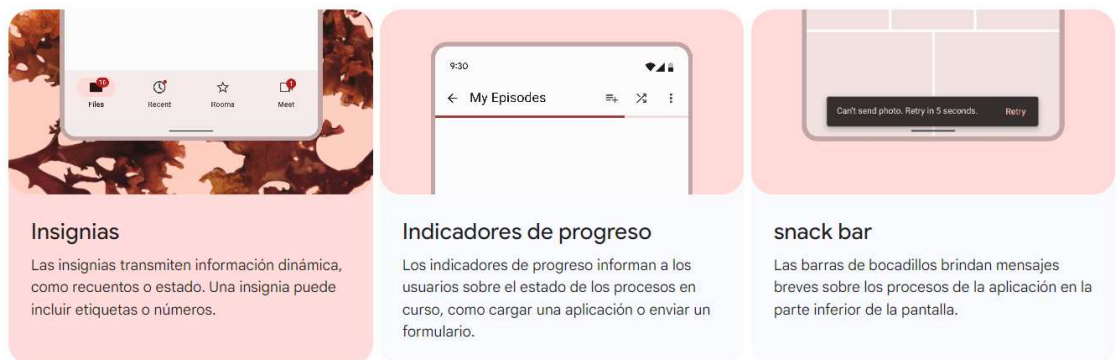 16
1
Files
Recent
Rooms
Meet
Insignias
Las insignias transmiten información dinámica,
como recuentos o estado. Una insignia puede
incluir etiquetas o números.
9:30
My Episodes
Indicadores de progreso
Los indicadores de progreso informan a los
usuarios sobre el estado de los procesos en
curso, como cargar una aplicación o enviar un
formulario.
Can't send photo. Retry in 5 seconds. Retry
snack bar
Las barras de bocadillos brindan mensajes
breves sobre los procesos de la aplicación en la
parte inferior de la pantalla.